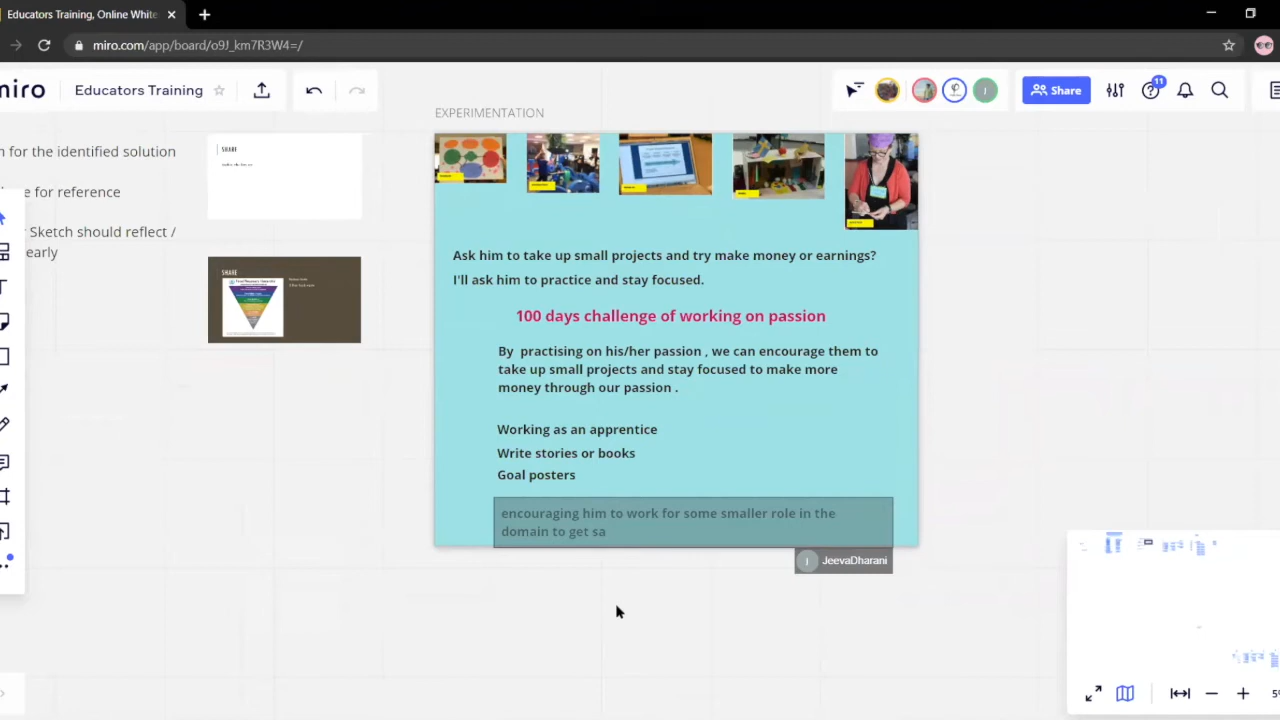 Educators Training, Online White
miro.com/app/board/o9J_km7R3W4=/
miro
Educators Training
Share
11
EXPERIMENTATION
n for the identified solution
e for reference
Sketch should reflect /
early
SHARE
SHARE
Ask him to take up small projects and try make money or earnings?
I'll ask him to practice and stay focused.
100 days challenge of working on passion
By practising on his/her passion , we can encourage them to
take up small projects and stay focused to make more
money through our passion .
Working as an apprentice
Write stories or books
Goal posters
encouraging him to work for some smaller role in the
domain to get sa
JeevaDharani